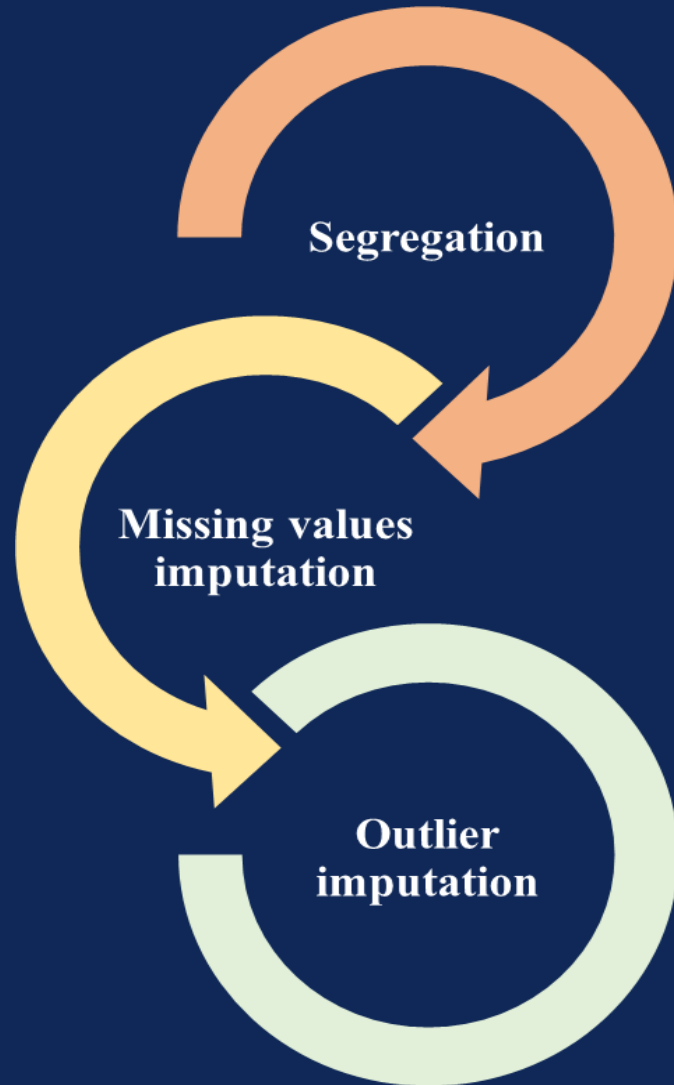 Segregation
Missing values
imputation
Outlier
imputation